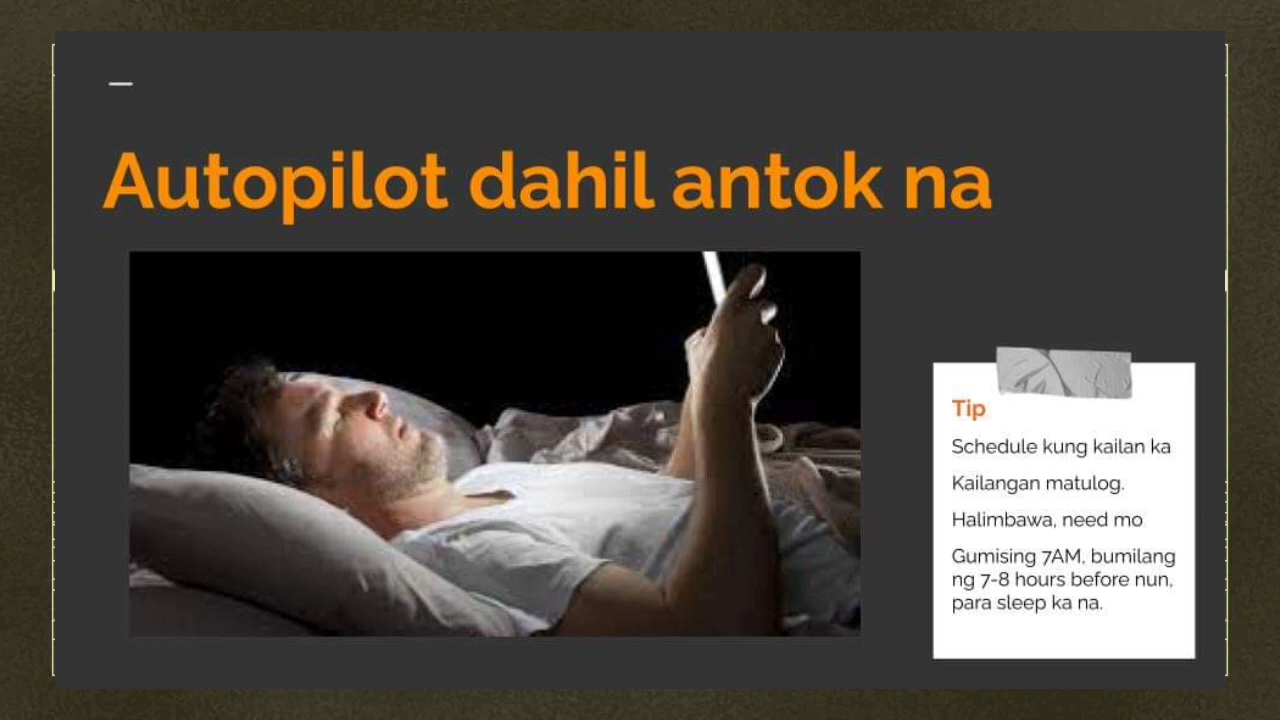 Autopilot dahil antok na
Tip
Schedule kung kailan ka
Kailangan matulog.
Halimbawa, need mo
Gumising 7AM, bumilang
ng 7-8 hours before nun,
para sleep ka na.